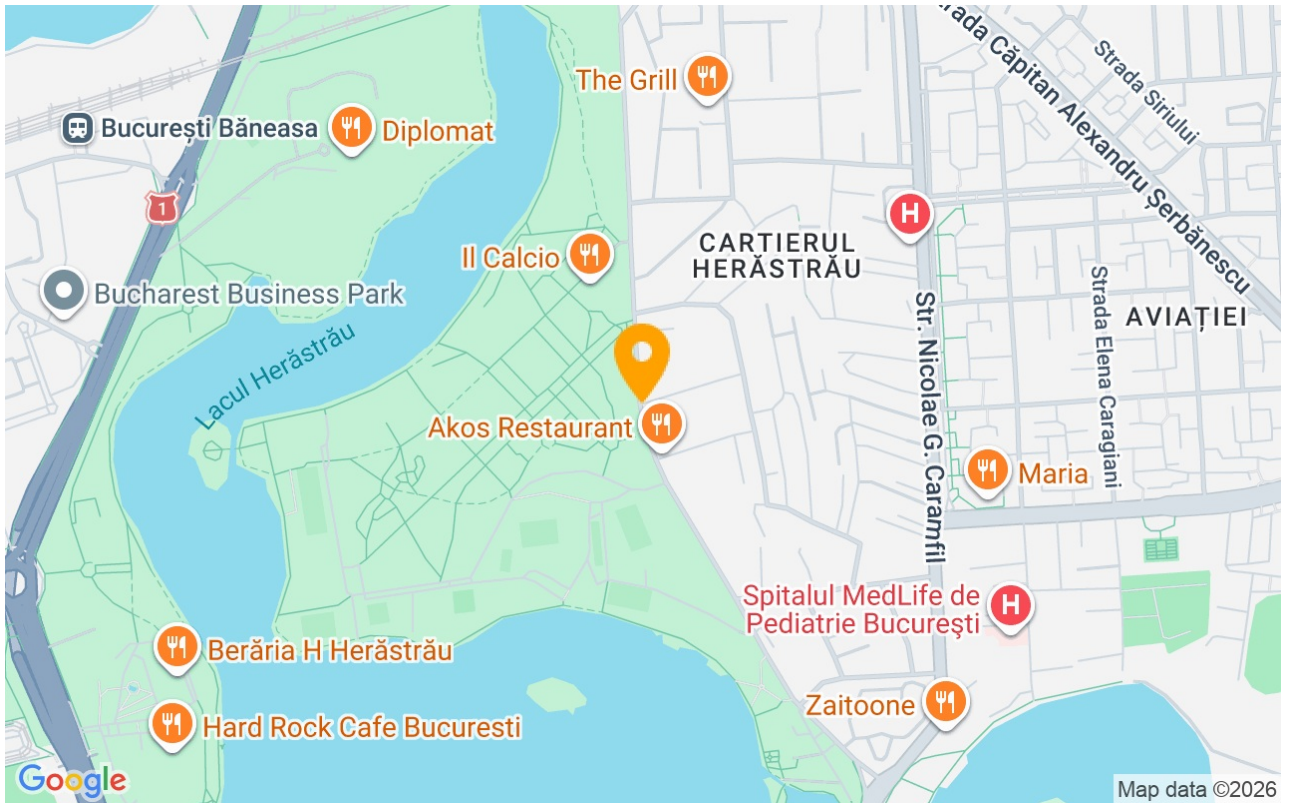 rada Căpitan Alexandru Șerbănescu
Strada Siriului
The Grill
București Băneasa
Diplomat
1
H
CARTIERUL
HERĂSTRĂU
Il Calcio
Bucharest Business Park
Strada Elena Caragiani
AVIAȚIEI
Str. Nicolae G. Caramfil
Lacul Herăstrău
Akos Restaurant
Maria
Spitalul MedLife de
Pediatrie Bucureşti
H
Berăria H Herăstrău
Zaitoone
Hard Rock Cafe Bucuresti
Google
Map data ©2026